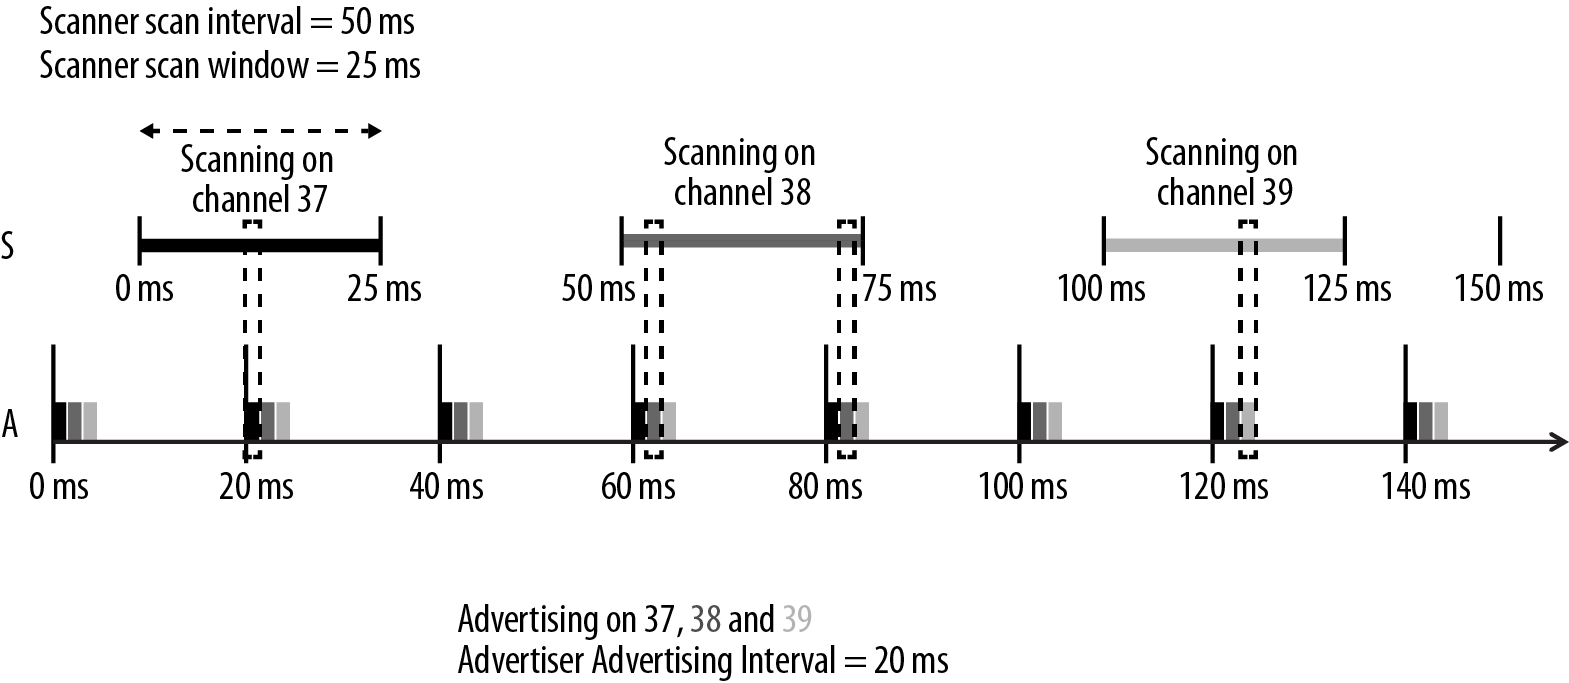 Scanner scan interval = 50 ms
Scanner scan window = 25 ms
Scanning on
channel 37
Scanning on
channel 38
Scanning on
channel 39
S
0 ms 25 ms 50 ms 75 ms 100 ms 125 ms 150 ms
A
0 ms 20 ms 40 ms 60 ms 80 ms 100 ms 120 ms 140 ms
Advertising on 37, 38 and 39
Advertiser Advertising Interval = 20 ms